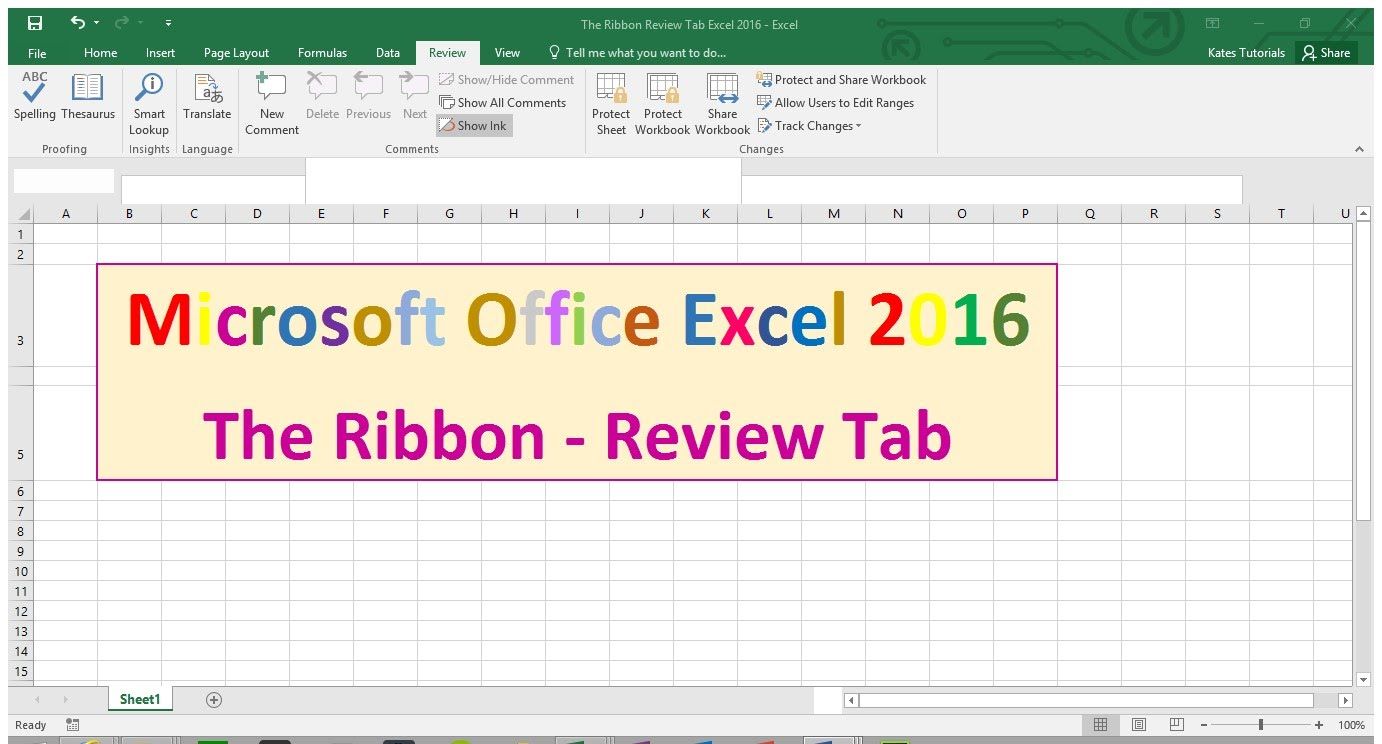 The Ribbon Review Tab Excel 2016 - Excel
File Home Insert Page Layout Formulas Data Review View Tell me what you want to do... Kates Tutorials Share
ABC
Spelling
Thesaurus
Proofing
Smart
Lookup
Insights
Translate
Language
New
Comment
Delete
Previous
Next
Show/Hide Comment
Show All Comments
Show Ink
Comments
Protect
Sheet
Protect
Workbook
Share
Workbook
Protect and Share Workbook
Allow Users to Edit Ranges
Track Changes
Changes
A B C D E F G H I J K L M N O P Q R S T U
1
2
3
Microsoft Office Excel 2016
5
The Ribbon - Review Tab
6
7
8
9
10
11
12
13
14
15
Sheet1
Ready
100%